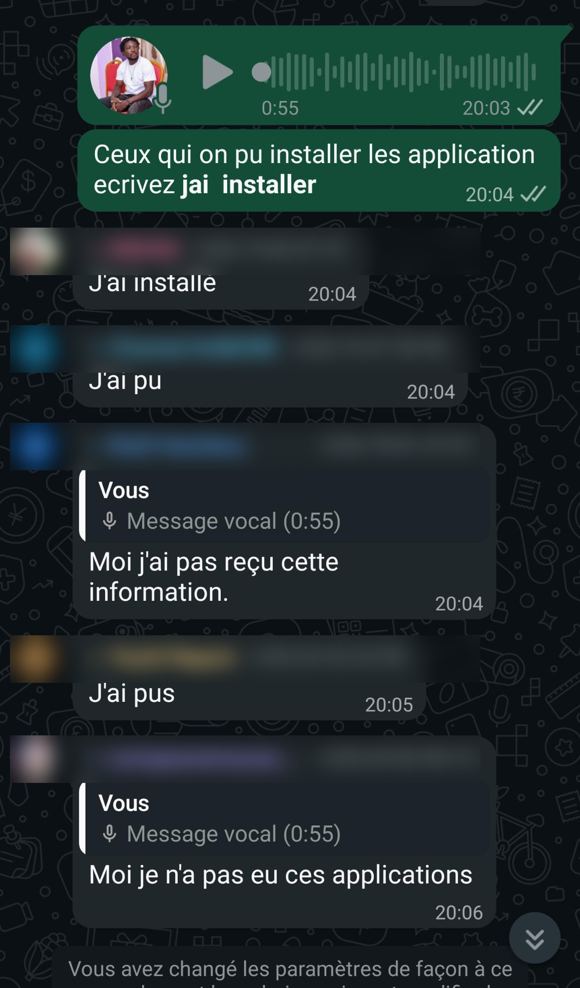 0:55
20:03
Ceux qui on pu installer les application
ecrivez jai installer
20:04
J'ai installe
20:04
J'ai pu
20:04
Vous
Message vocal (0:55)
Moi j'ai pas reçu cette
information.
20:04
J'ai pus
20:05
Vous
Message vocal (0:55)
Moi je n'a pas eu ces applications
20:06
Vous avez changé les paramètres de façon à ce